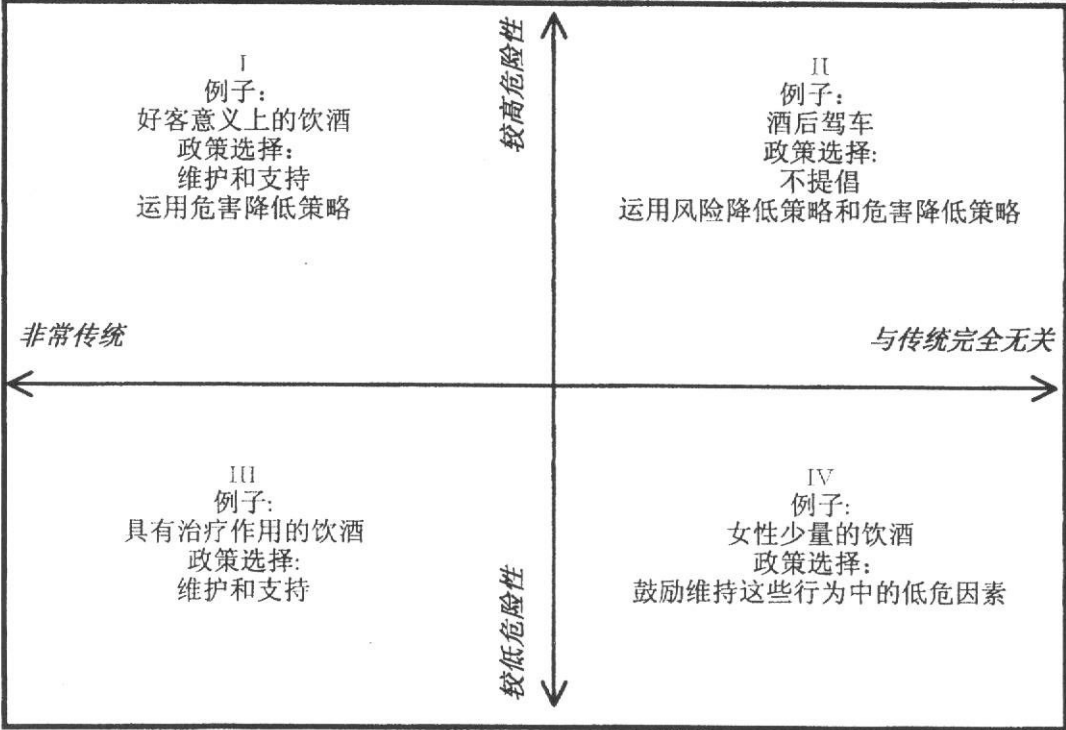 较高危险性
I
例子：
好客意义上的饮酒
政策选择：
维护和支持
运用危害降低策略
II
例子：
酒后驾车
政策选择:
不提倡
运用风险降低策略和危害降低策略
非常传统
与传统完全无关
III
例子:
具有治疗作用的饮酒
政策选择:
维护和支持
IV
例子:
女性少量的饮酒
政策选择：
鼓励维持这些行为中的低危因素
较低危险性